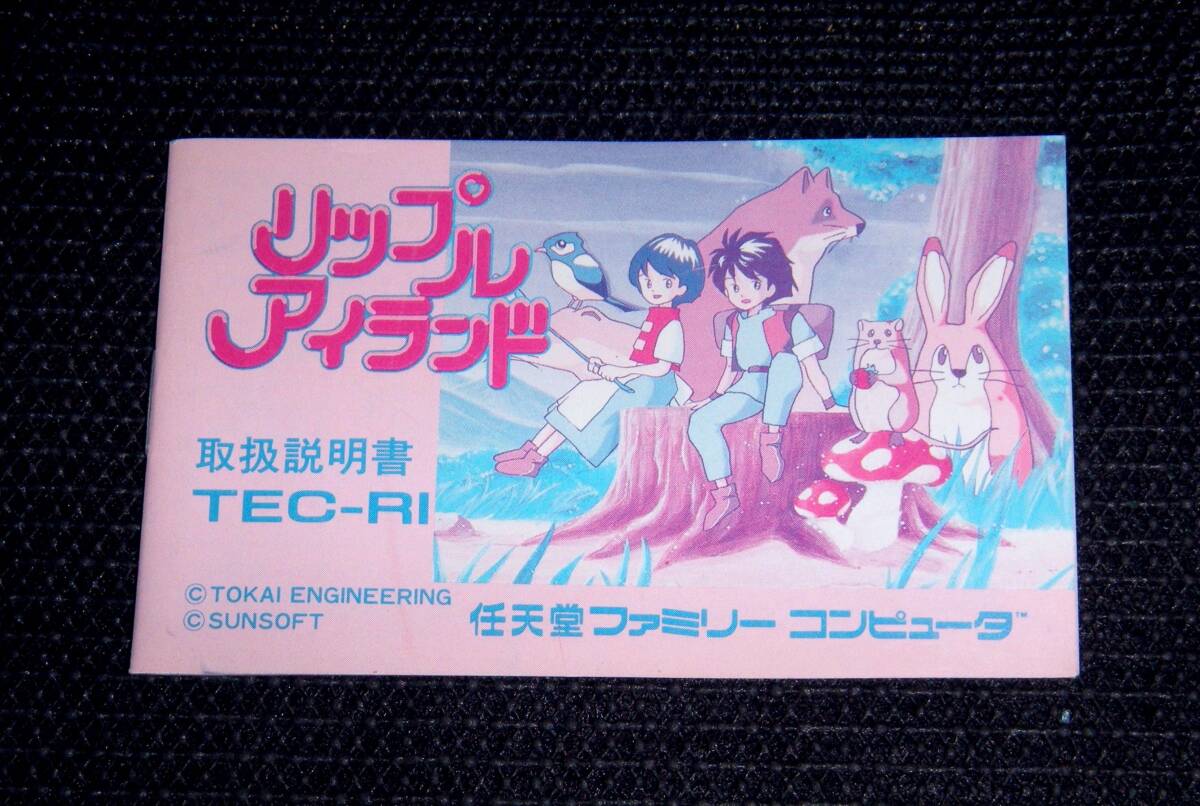 リップル
アイランド
取扱説明書
TEC-RI
©TOKAI ENGINEERING
©SUNSOFT
任天堂ファミリーコンピュータ™